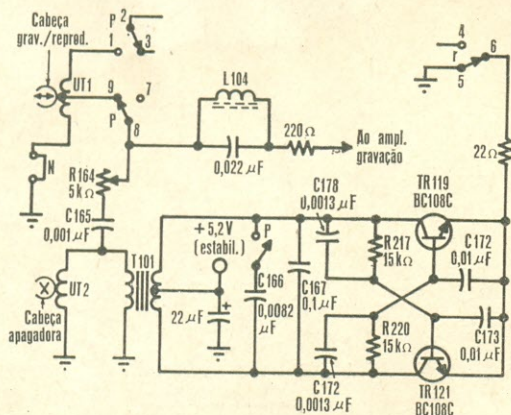 Cabeça
grav./reprod.
P
2
1
3
UT1
9
7
P
8
N
R164
5kΩ
C165
0,001µF
L104
0,022 µF
220Ω
Ao ampl.
gravação
4
r
6
5
22Ω
C178
0,0013µF
TR119
BC108C
+5,2V
(estabil.)
P
T101
R217
15kΩ
C172
0,01µF
C166
0,0082
µF
C167
0,1µF
UT2
Cabeça
apagadora
22µF
+
R220
15kΩ
C173
0,01µF
C172
0,0013µF
TR121
BC108C